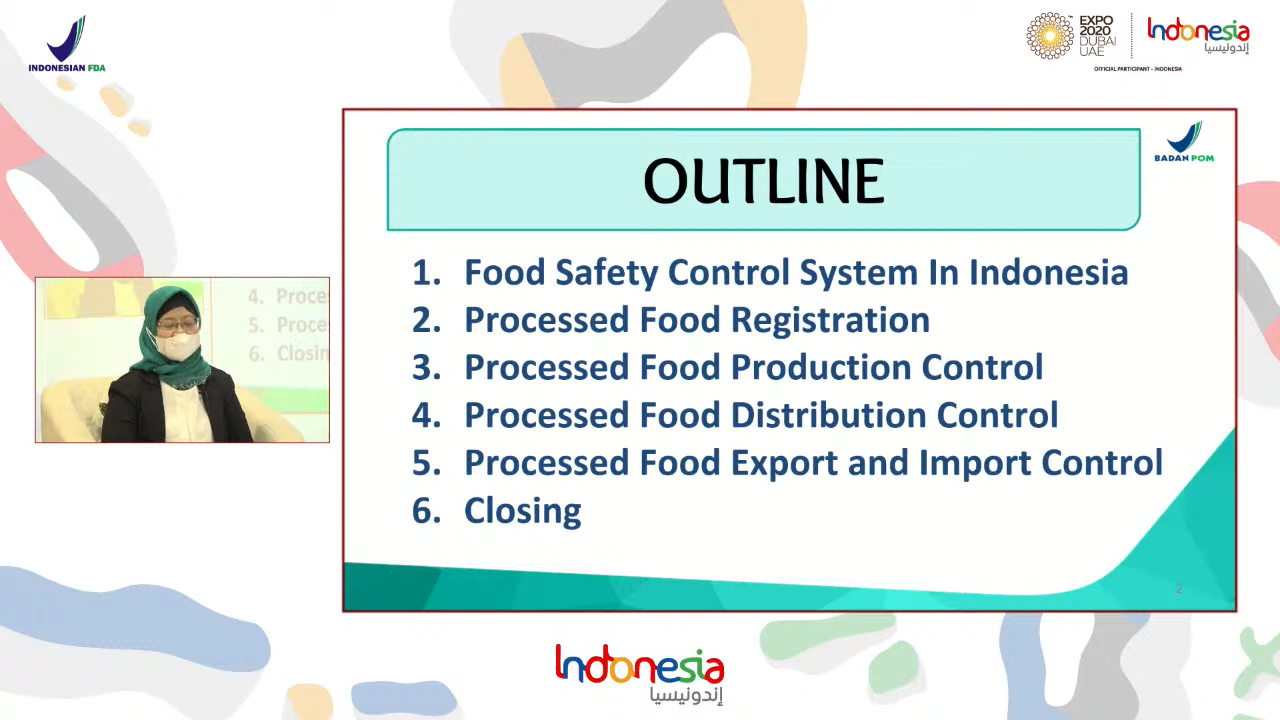 INDONESIAN FDA
EXPO
2020
DUBAI
UAE
Indonesia
إندونيسيا
OFFICIAL PARTICIPANT - INDONESIA
BADAN POM
OUTLINE
1. Food Safety Control System In Indonesia
2. Processed Food Registration
3. Processed Food Production Control
4. Processed Food Distribution Control
5. Processed Food Export and Import Control
6. Closing
2
4. Proce
5. Proce
6. Closin
Indonesia
إندونيسيا